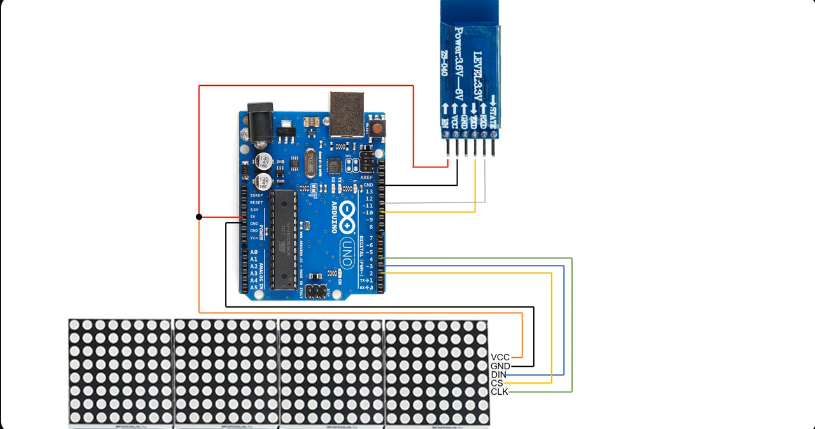 ZS-040
Power:3.6V---6V
LEVEL:3.3V
EN
VCC
GND
TXD
RXD
STATE
AREF
GND
13
12
~11
~10
~9
8
7
~6
~5
4
~3
2
TX→1
RX←0
IOREF
RESET
3.3V
5V
GND
GND
Vin
POWER
A0
A1
A2
A3
A4
A5
ANALOG IN
ARDUINO
UNO
DIGITAL (PWM~)
ON
L
TX
RX
VCC
GND
DIN
CS
CLK